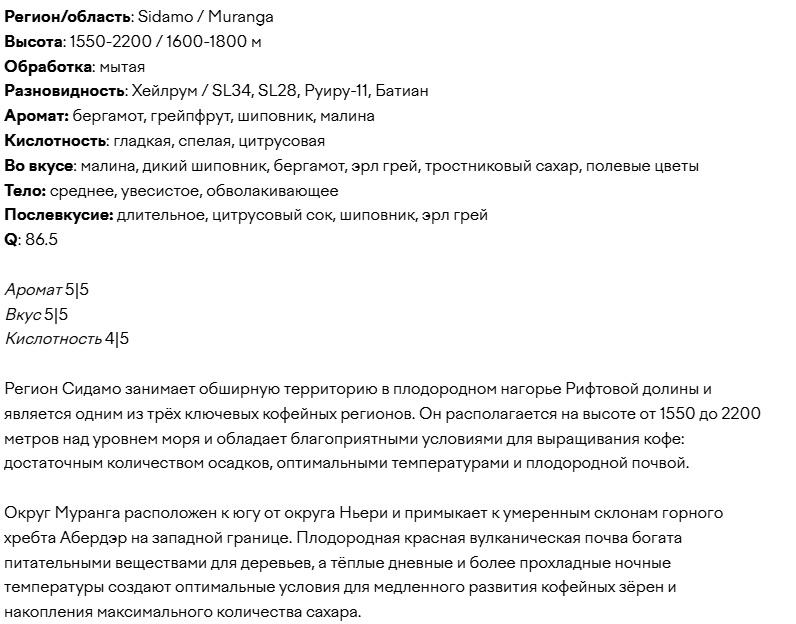 Регион/область: Sidamo / Muranga
Высота: 1550-2200 / 1600-1800 м
Обработка: мытая
Разновидность: Хейлрум / SL34, SL28, Руиру-11, Батиан
Аромат: бергамот, грейпфрут, шиповник, малина
Кислотность: гладкая, спелая, цитрусовая
Во вкусе: малина, дикий шиповник, бергамот, эрл грей, тростниковый сахар, полевые цветы
Тело: среднее, увесистое, обволакивающее
Послевкусие: длительное, цитрусовый сок, шиповник, эрл грей
Q: 86.5
Аромат 5|5
Вкус 5|5
Кислотность 4|5
Регион Сидамо занимает обширную территорию в плодородном нагорье Рифтовой долины и
является одним из трёх ключевых кофейных регионов. Он располагается на высоте от 1550 до 2200
метров над уровнем моря и обладает благоприятными условиями для выращивания кофе:
достаточным количеством осадков, оптимальными температурами и плодородной почвой.
Округ Муранга расположен к югу от округа Ньери и примыкает к умеренным склонам горного
хребта Абердэр на западной границе. Плодородная красная вулканическая почва богата
питательными веществами для деревьев, а тёплые дневные и более прохладные ночные
температуры создают оптимальные условия для медленного развития кофейных зёрен и
накопления максимального количества сахара.